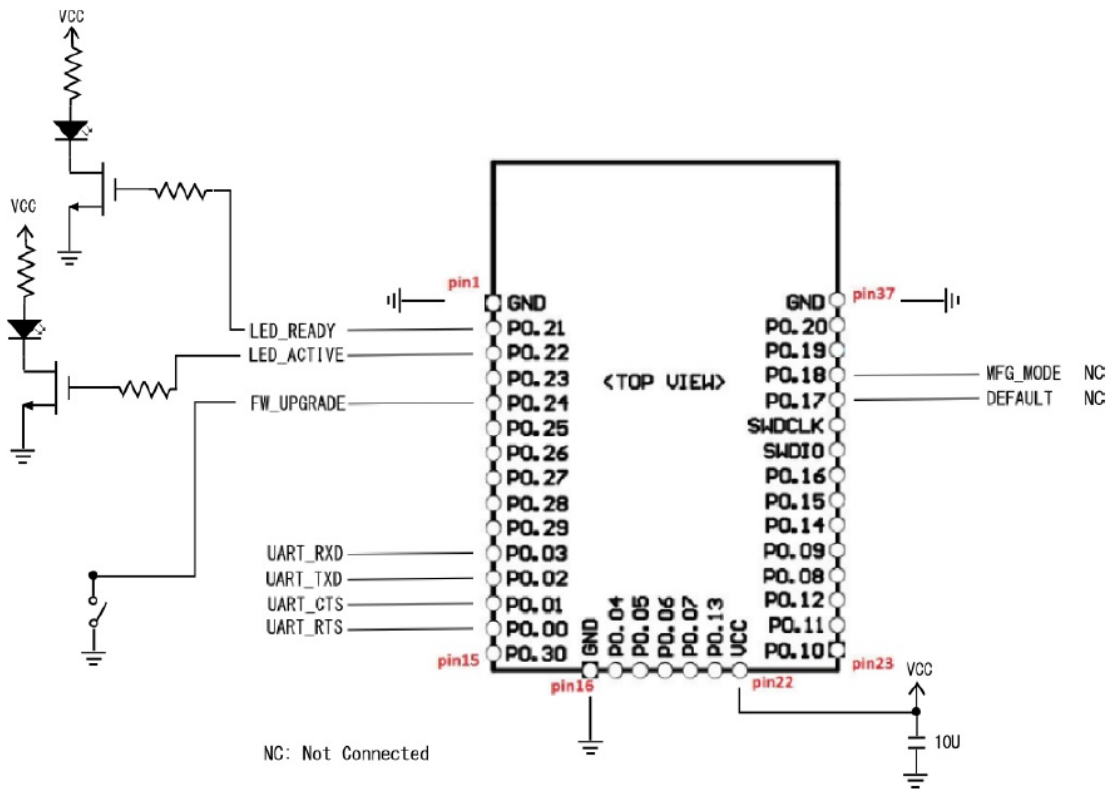 VCC
VCC
LED_READY
LED_ACTIVE
FW_UPGRADE
UART_RXD
UART_TXD
UART_CTS
UART_RTS
pin1
GND
P0.21
P0.22
P0.23
P0.24
P0.25
P0.26
P0.27
P0.28
P0.29
P0.03
P0.02
P0.01
P0.00
P0.30
pin15
<TOP VIEW>
pin16
GND
P0.04
P0.05
P0.06
P0.07
P0.13
VCC
pin22
pin37
GND
P0.20
P0.19
P0.18
P0.17
SWDCLK
SWDIO
P0.16
P0.15
P0.14
P0.09
P0.08
P0.12
P0.11
P0.10
pin23
MFG_MODE NC
DEFAULT NC
VCC
10U
NC: Not Connected